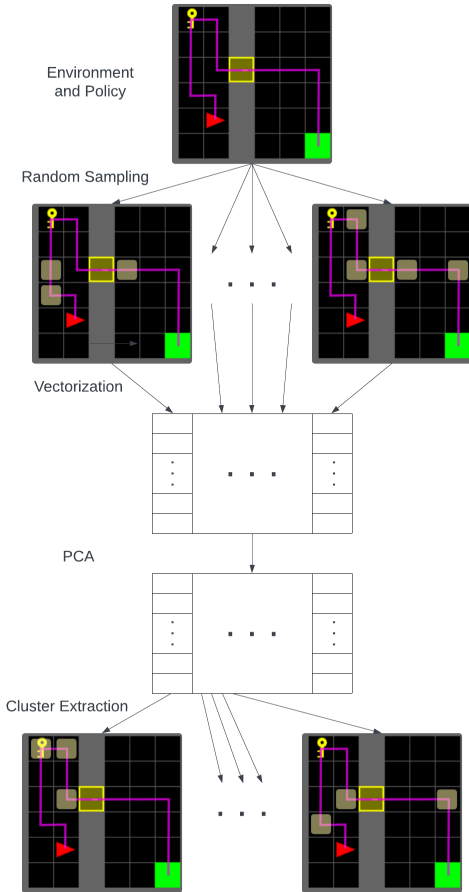 Environment
and Policy
Random Sampling
Vectorization
PCA
Cluster Extraction